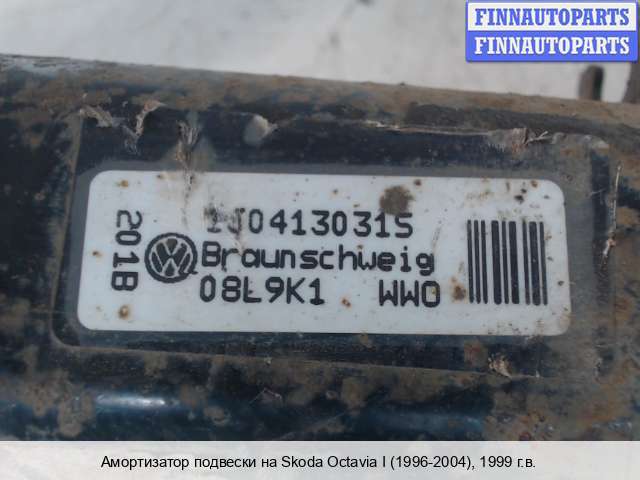 FINNAUTOPARTS
FINNAUTOPARTS
1J0413031S
201B
Braunschweig
08L9K1 WWO
Амортизатор подвески на Skoda Octavia I (1996-2004), 1999 г.в.